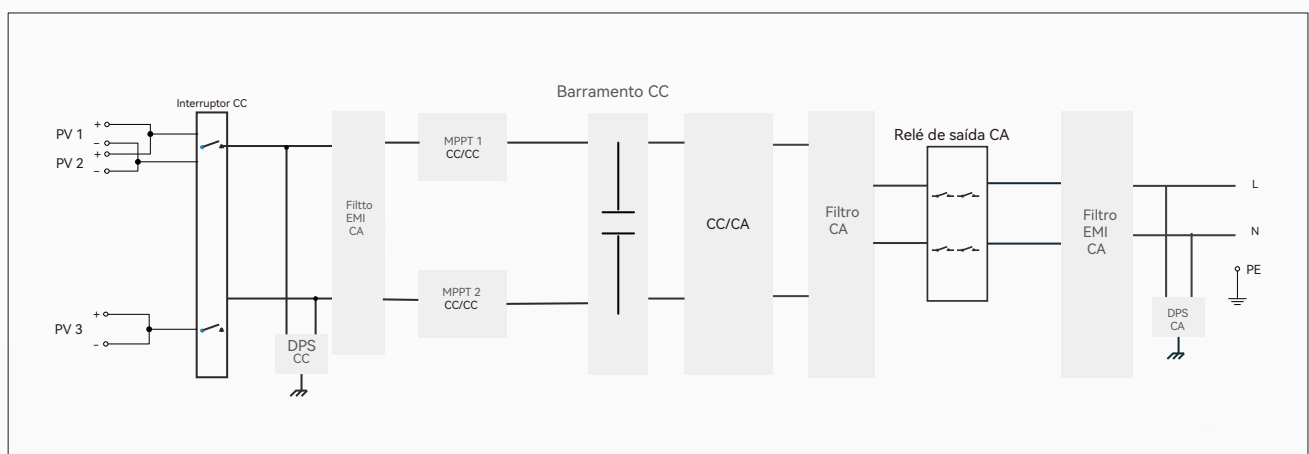 Barramento CC
Interruptor CC
PV 1
+
−
PV 2
+
−
PV 3
+
−
DPS
CC
Filtto
EMI
CA
MPPT 1
CC/CC
MPPT 2
CC/CC
CC/CA
Filtro
CA
Relé de saída CA
Filtro
EMI
CA
L
N
PE
DPS
CA